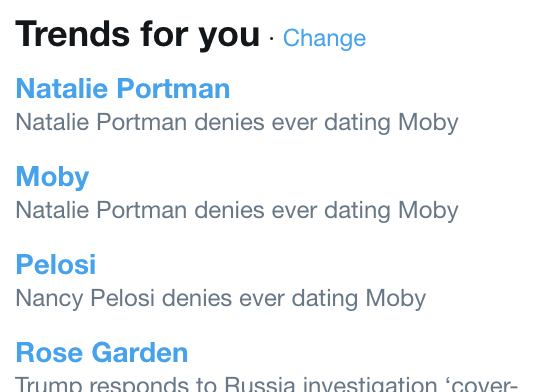 Trends for you · Change
Natalie Portman
Natalie Portman denies ever dating Moby
Moby
Natalie Portman denies ever dating Moby
Pelosi
Nancy Pelosi denies ever dating Moby
Rose Garden
Trump responds to Russia investigation ‘cover-